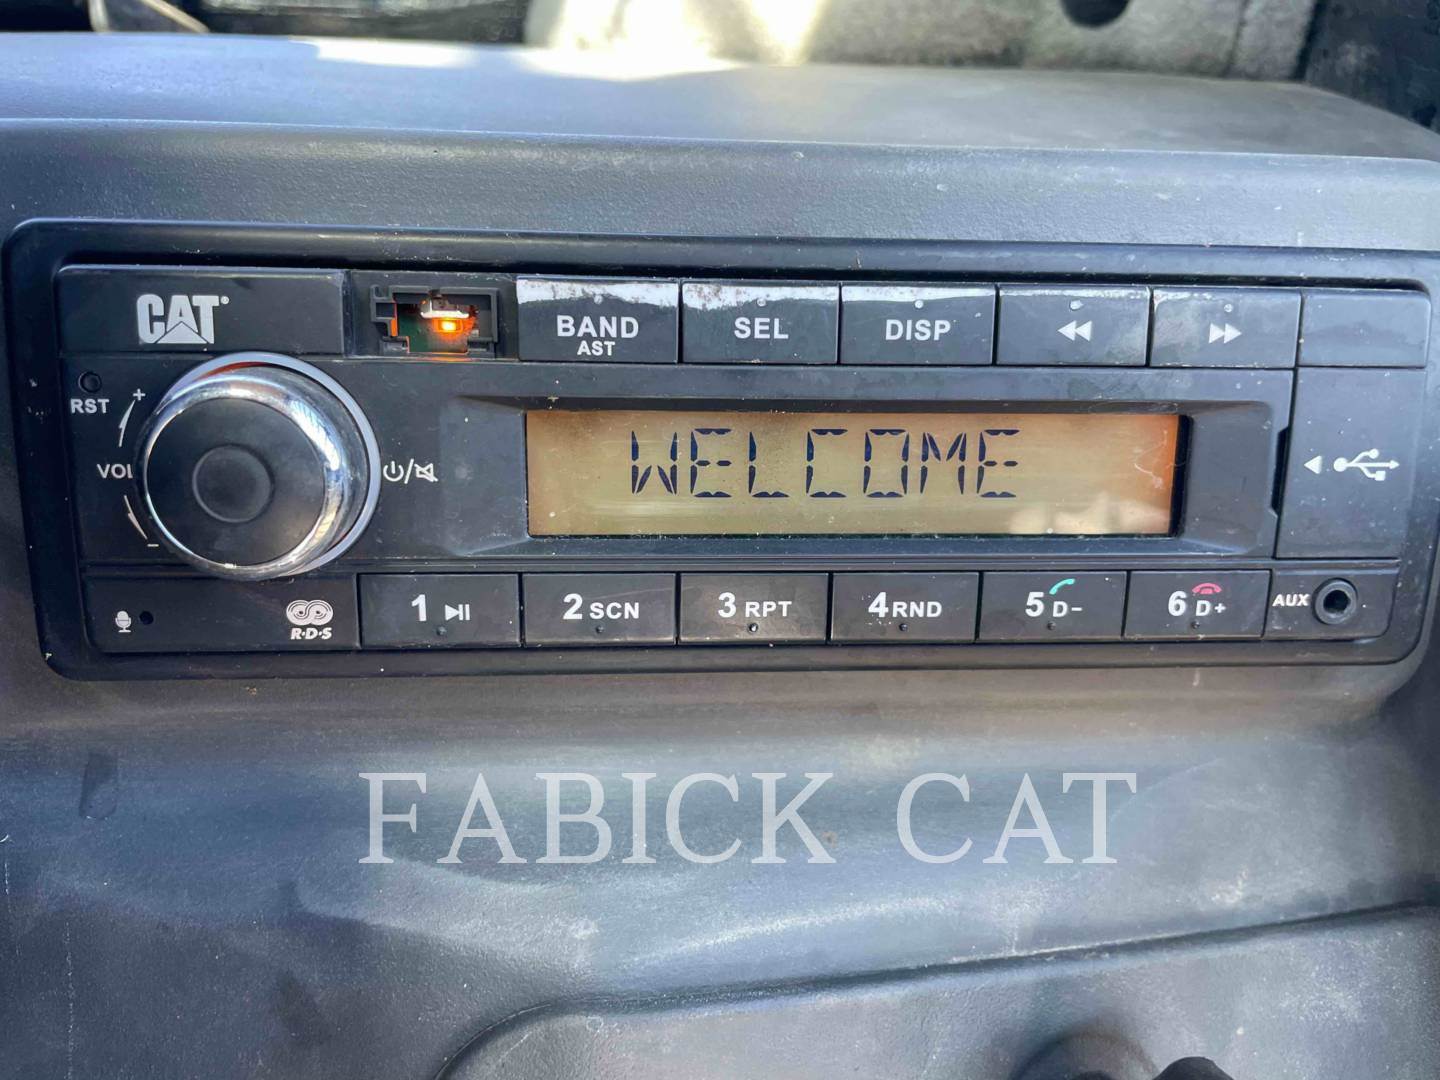 CAT®
BAND
AST
SEL
DISP
RST
VOL
WELCOME
R·D·S
1
2 SCN
3 RPT
4 RND
5 D-
6 D+
AUX
FABICK CAT